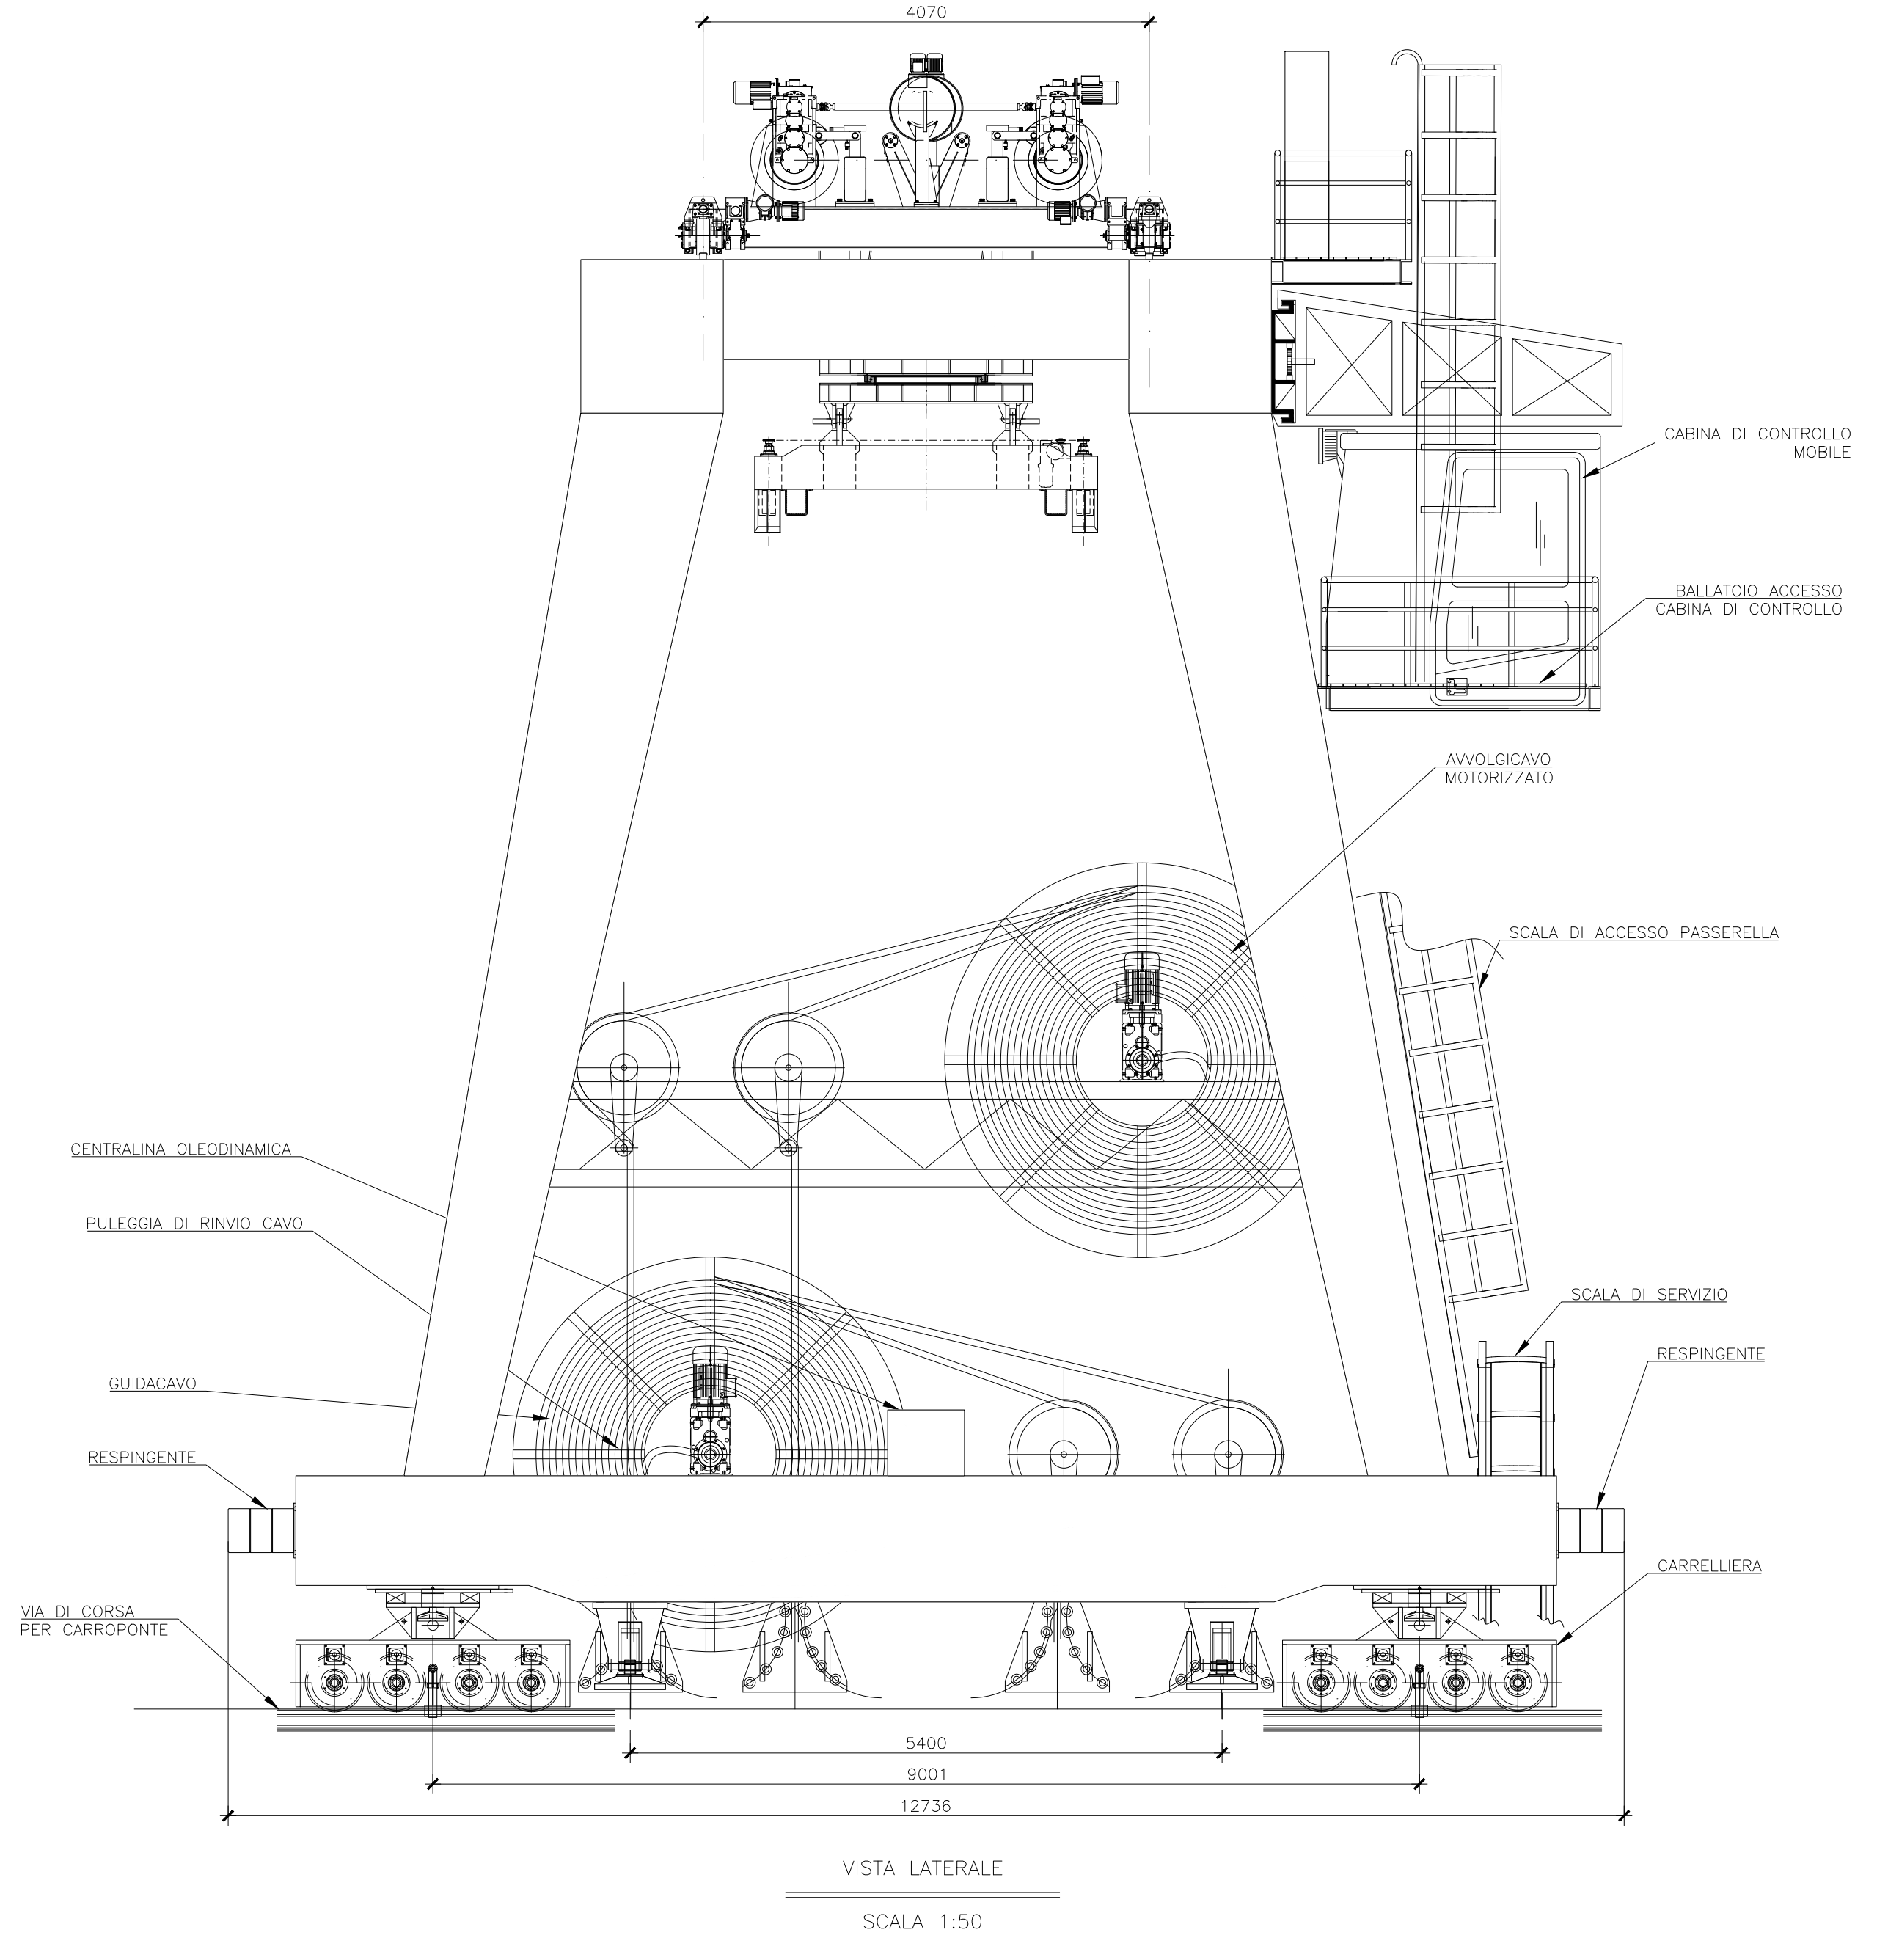 4070
CABINA DI CONTROLLO
MOBILE
BALLATOIO ACCESSO
CABINA DI CONTROLLO
AVVOLGICAVO
MOTORIZZATO
SCALA DI ACCESSO PASSERELLA
CENTRALINA OLEODINAMICA
PULEGGIA DI RINVIO CAVO
SCALA DI SERVIZIO
RESPINGENTE
GUIDACAVO
RESPINGENTE
CARRELLIERA
VIA DI CORSA
PER CARROPONTE
5400
9001
12736
VISTA LATERALE
SCALA 1:50